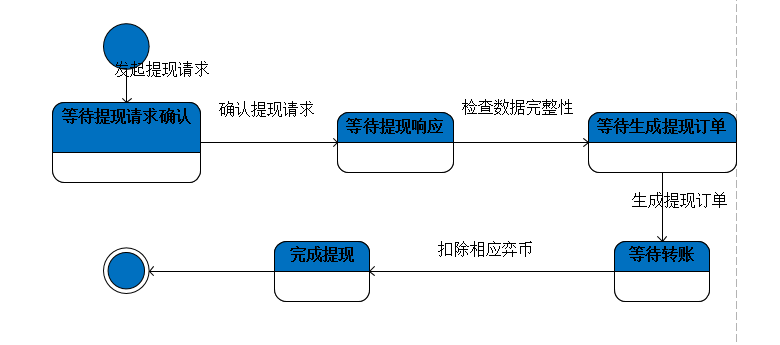 发起提现请求
等待提现请求确认
确认提现请求
等待提现响应
检查数据完整性
等待生成提现订单
生成提现订单
等待转账
扣除相应弈币
完成提现